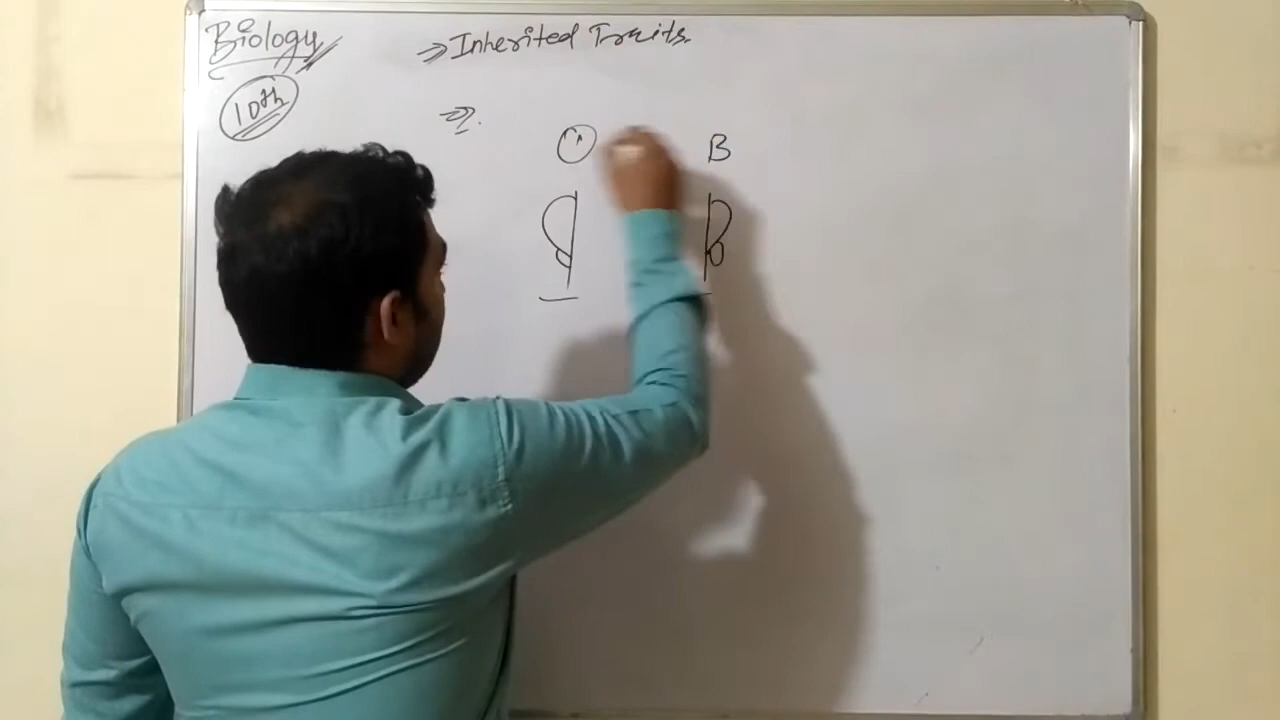 Biology
⇒ Inherited Traits.
10th
B